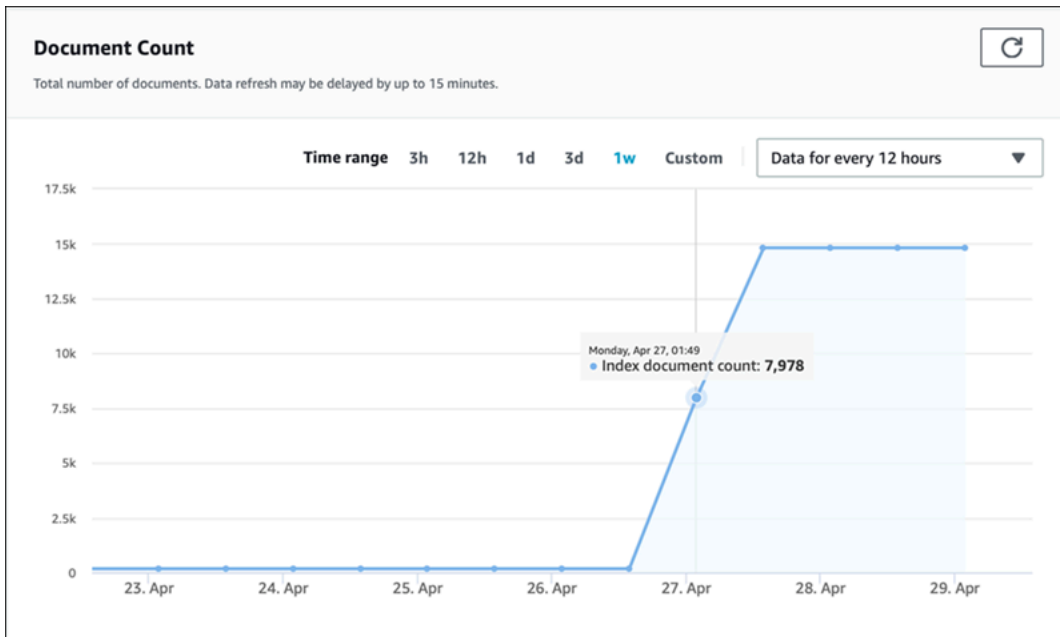 Document Count
Total number of documents. Data refresh may be delayed by up to 15 minutes.
Time range 3h 12h 1d 3d 1w Custom Data for every 12 hours
17.5k
15k
12.5k
10k
7.5k
5k
2.5k
0
Monday, Apr 27, 01:49
Index document count: 7,978
23. Apr 24. Apr 25. Apr 26. Apr 27. Apr 28. Apr 29. Apr